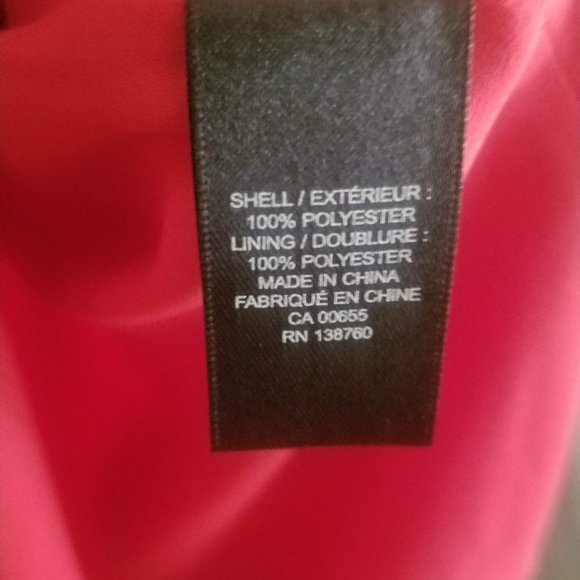 SHELL / EXTÉRIEUR :
100% POLYESTER
LINING / DOUBLURE :
100% POLYESTER
MADE IN CHINA
FABRIQUÉ EN CHINE
CA 00655
RN 138760